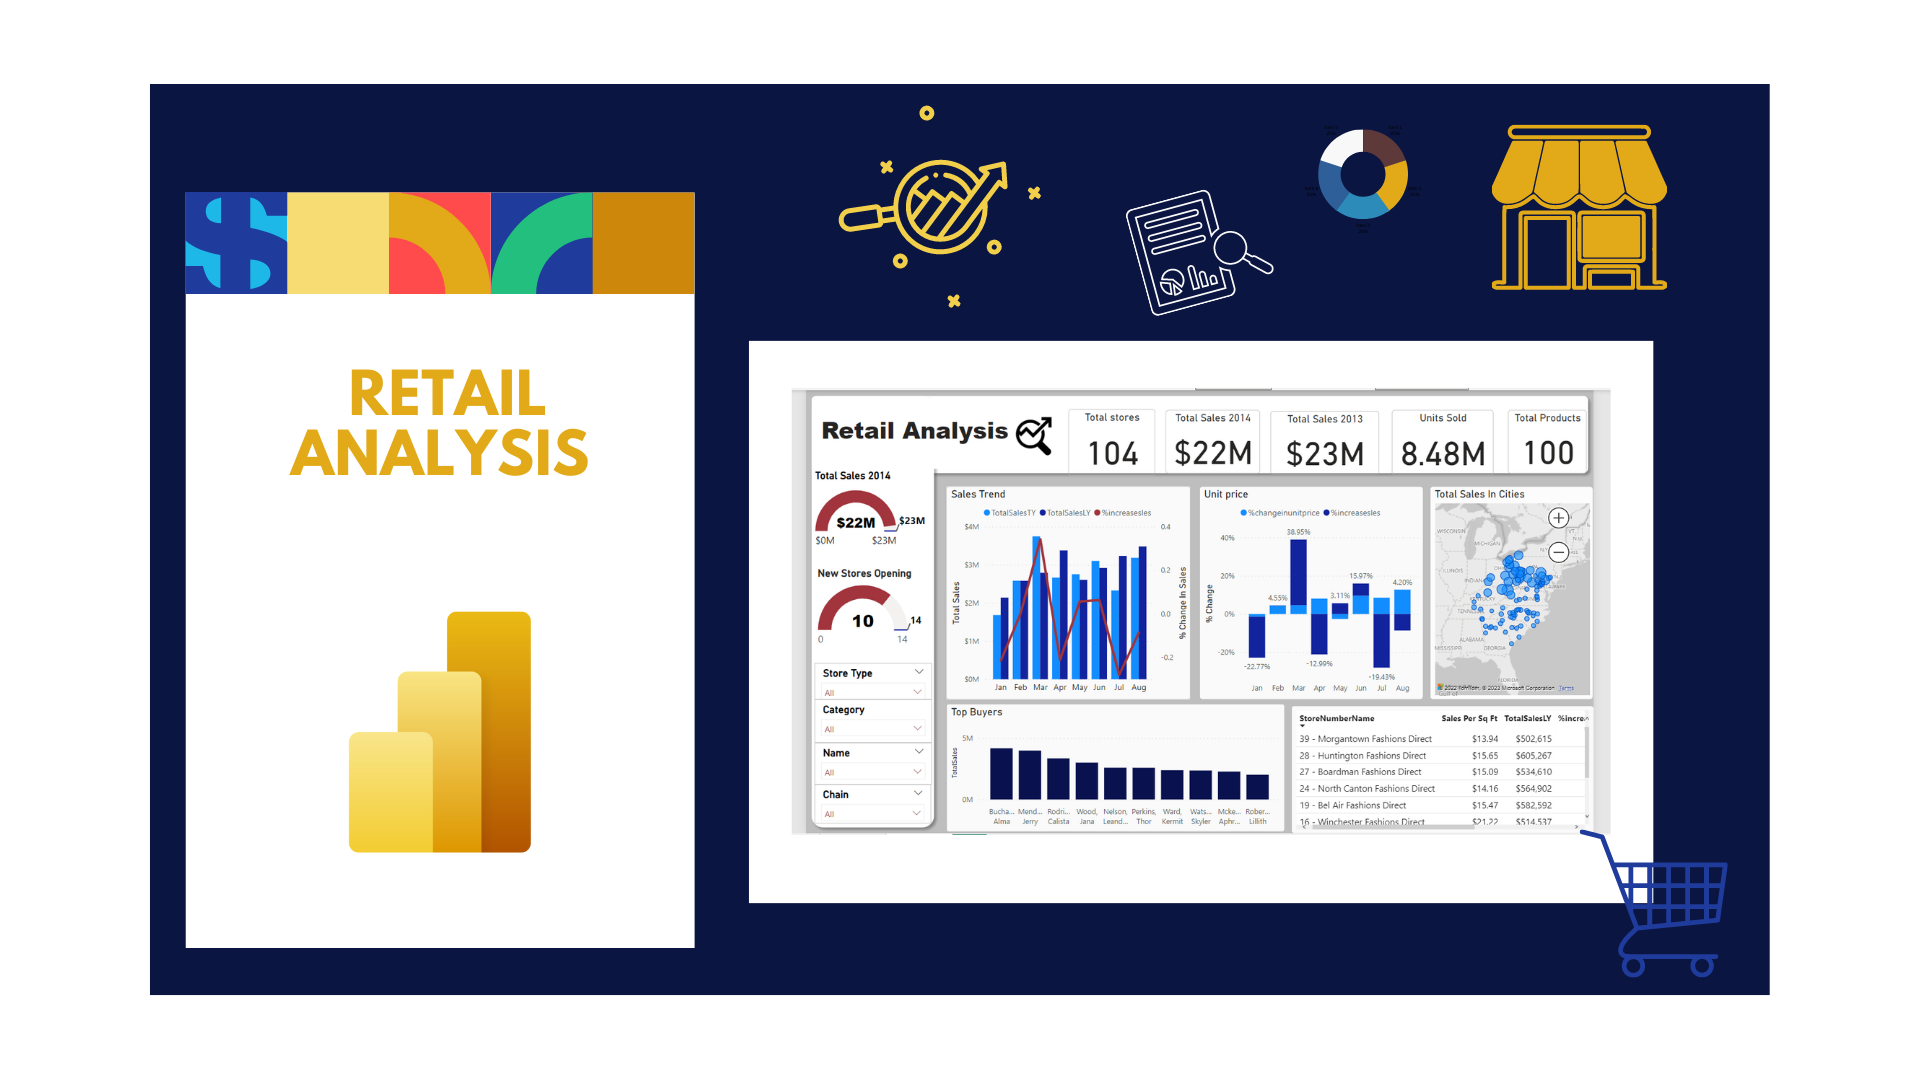 RETAIL
ANALYSIS
Retail Analysis
Total stores
104
Total Sales 2014
$22M
Total Sales 2013
$23M
Units Sold
8.48M
Total Products
100
Total Sales 2014
$22M
$23M
$0M
$23M
New Stores Opening
10
14
0
14
Store Type
All
Category
All
Name
All
Chain
All
Sales Trend
TotalSalesTY TotalSalesLY %increasesles
$4M
$3M
$2M
$1M
$0M
Total Sales
0.4
0.2
0.0
-0.2
% Change In Sales
Jan Feb Mar Apr May Jun Jul Aug
Unit price
%changeinunitprice %increasesles
40%
20%
0%
-20%
% Change
-22.77%
4.55%
38.95%
-12.99%
3.11%
15.97%
-19.43%
4.20%
Jan Feb Mar Apr May Jun Jul Aug
Total Sales In Cities
WISCONSIN
MICHIGAN
ILLINOIS
ALABAMA
MISSISSIPPI
GEORGIA
FLORIDA
Microsoft Corporation Terms
Top Buyers
TotalSales
5M
0M
Bucha... Mend... Rodri... Wood, Nelson, Perkins, Ward, Wats... Mcke... Rober...
Alma Jerry Calista Jana Leand... Thor Kermit Skyler Aphr... Lillith
StoreNumberName Sales Per Sq Ft TotalSalesLY %increa
39 - Morgantown Fashions Direct $13.94 $502,615
28 - Huntington Fashions Direct $15.65 $605,267
27 - Boardman Fashions Direct $15.09 $534,610
24 - North Canton Fashions Direct $14.16 $564,902
19 - Bel Air Fashions Direct $15.47 $582,592
16 - Winchester Fashions Direct $21.22 $514,537